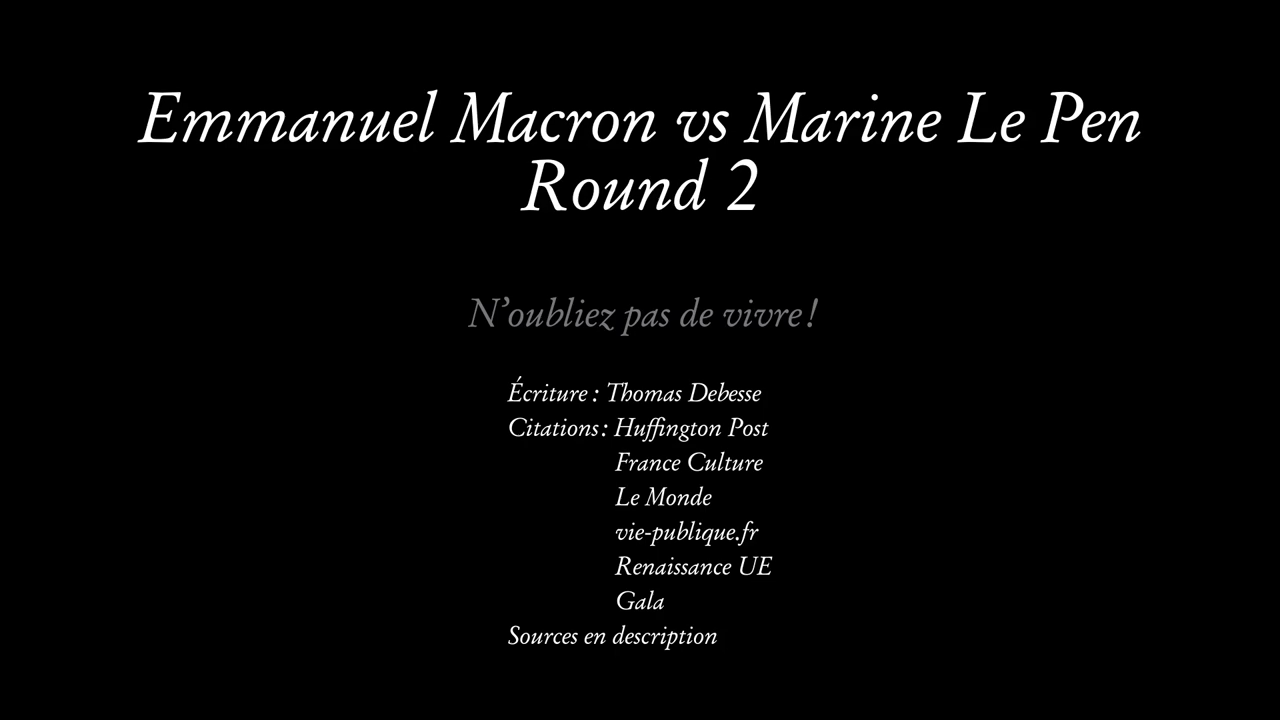 Emmanuel Macron vs Marine Le Pen
Round 2
N’oubliez pas de vivre !
Écriture : Thomas Debesse
Citations : Huffington Post
France Culture
Le Monde
vie-publique.fr
Renaissance UE
Gala
Sources en description